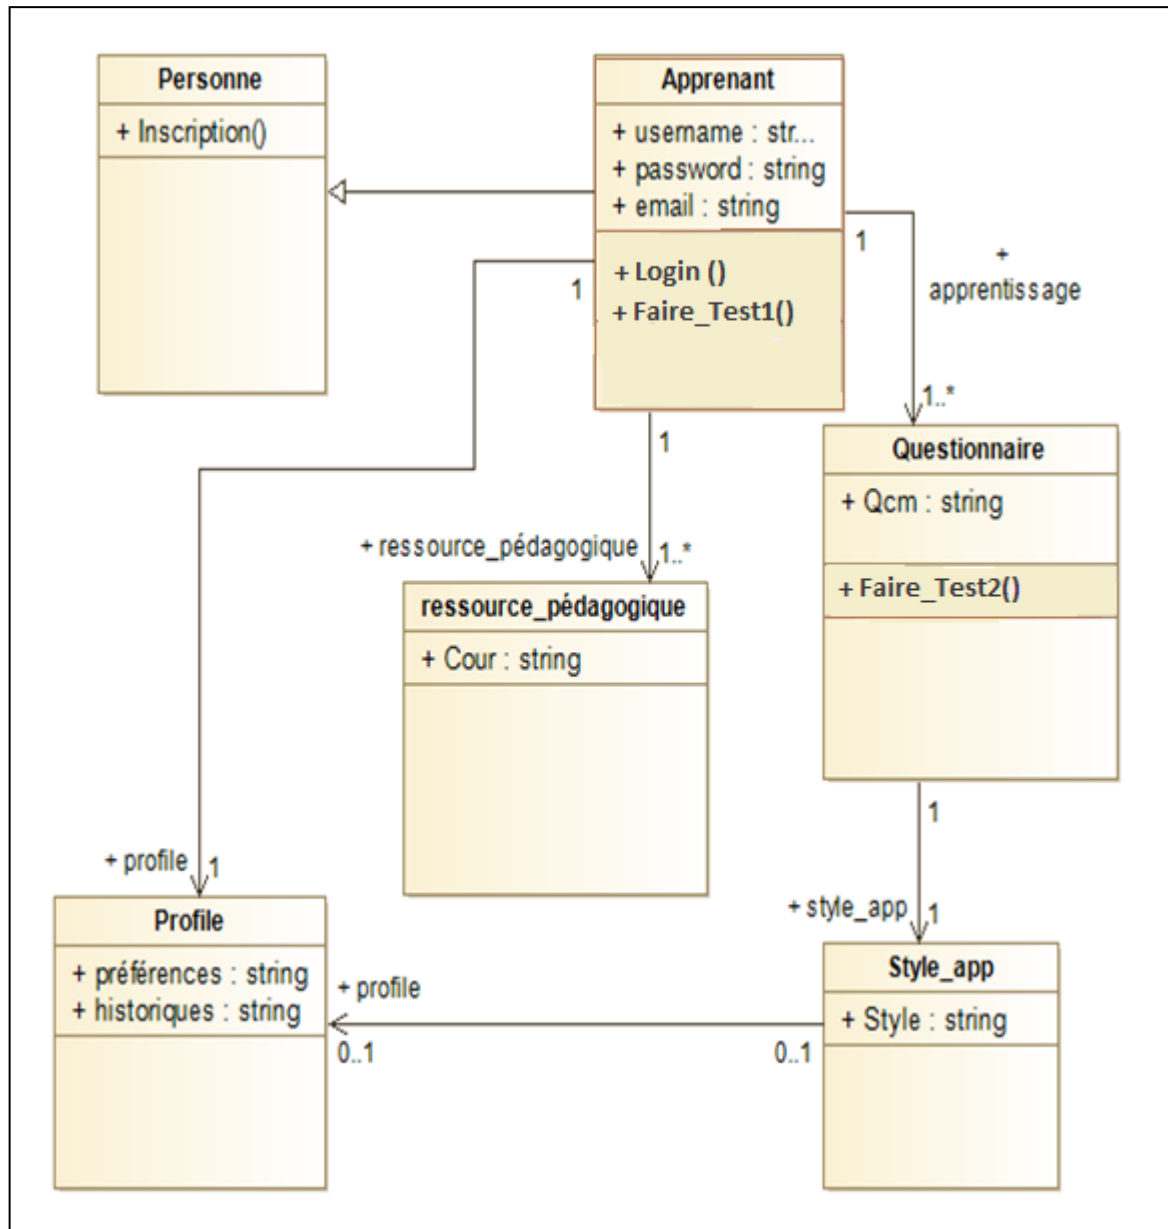 Personne
+ Inscription()
Apprenant
+ username : str...
+ password : string
+ email : string
+ Login ()
+ Faire_Test1()
1
1
+
apprentissage
1..*
1
+ ressource_pédagogique
1..*
Questionnaire
+ Qcm : string
+ Faire_Test2()
ressource_pédagogique
+ Cour : string
1
+ profile
1
+ style_app
1
Profile
+ préférences : string
+ historiques : string
+ profile
0..1
0..1
Style_app
+ Style : string